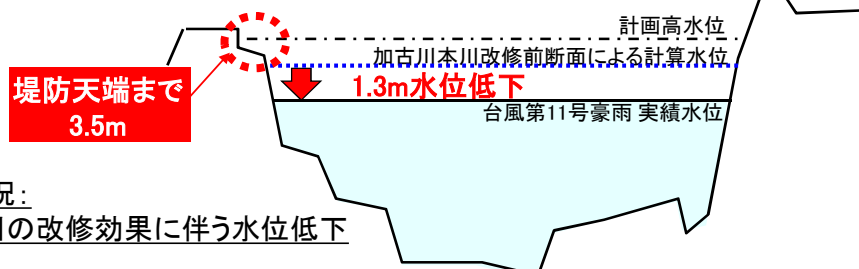 計画高水位
加古川本川改修前断面による計算水位
堤防天端まで
3.5m
1.3m水位低下
台風第11号豪雨 実績水位
況:
の改修効果に伴う水位低下